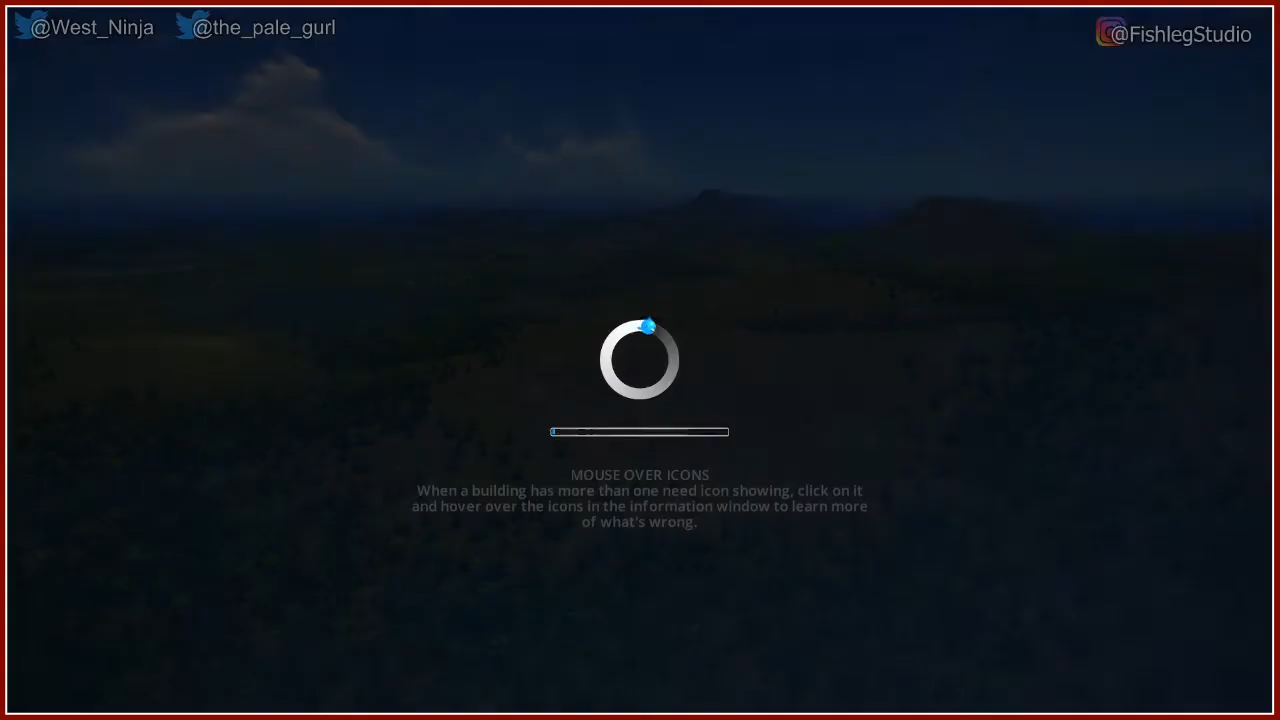 @West_Ninja @the_pale_gurl @FishlegStudio
MOUSE OVER ICONS
When a building has more than one need icon showing, click on it
and hover over the icons in the information window to learn more
of what's wrong.